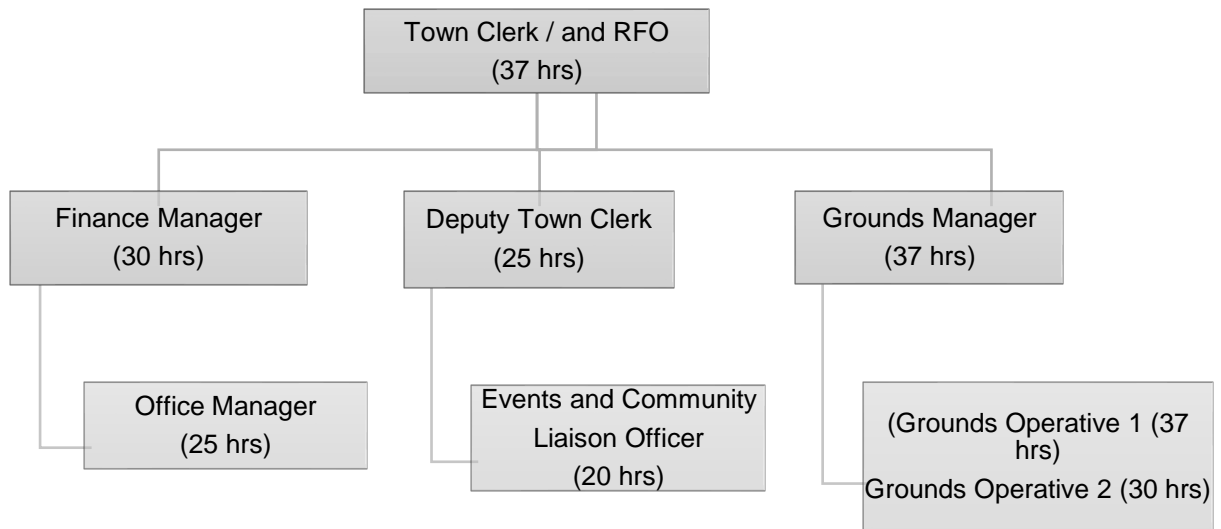 Town Clerk / and RFO
(37 hrs)
Finance Manager
(30 hrs)
Deputy Town Clerk
(25 hrs)
Grounds Manager
(37 hrs)
Office Manager
(25 hrs)
Events and Community
Liaison Officer
(20 hrs)
(Grounds Operative 1 (37
hrs)
Grounds Operative 2 (30 hrs)